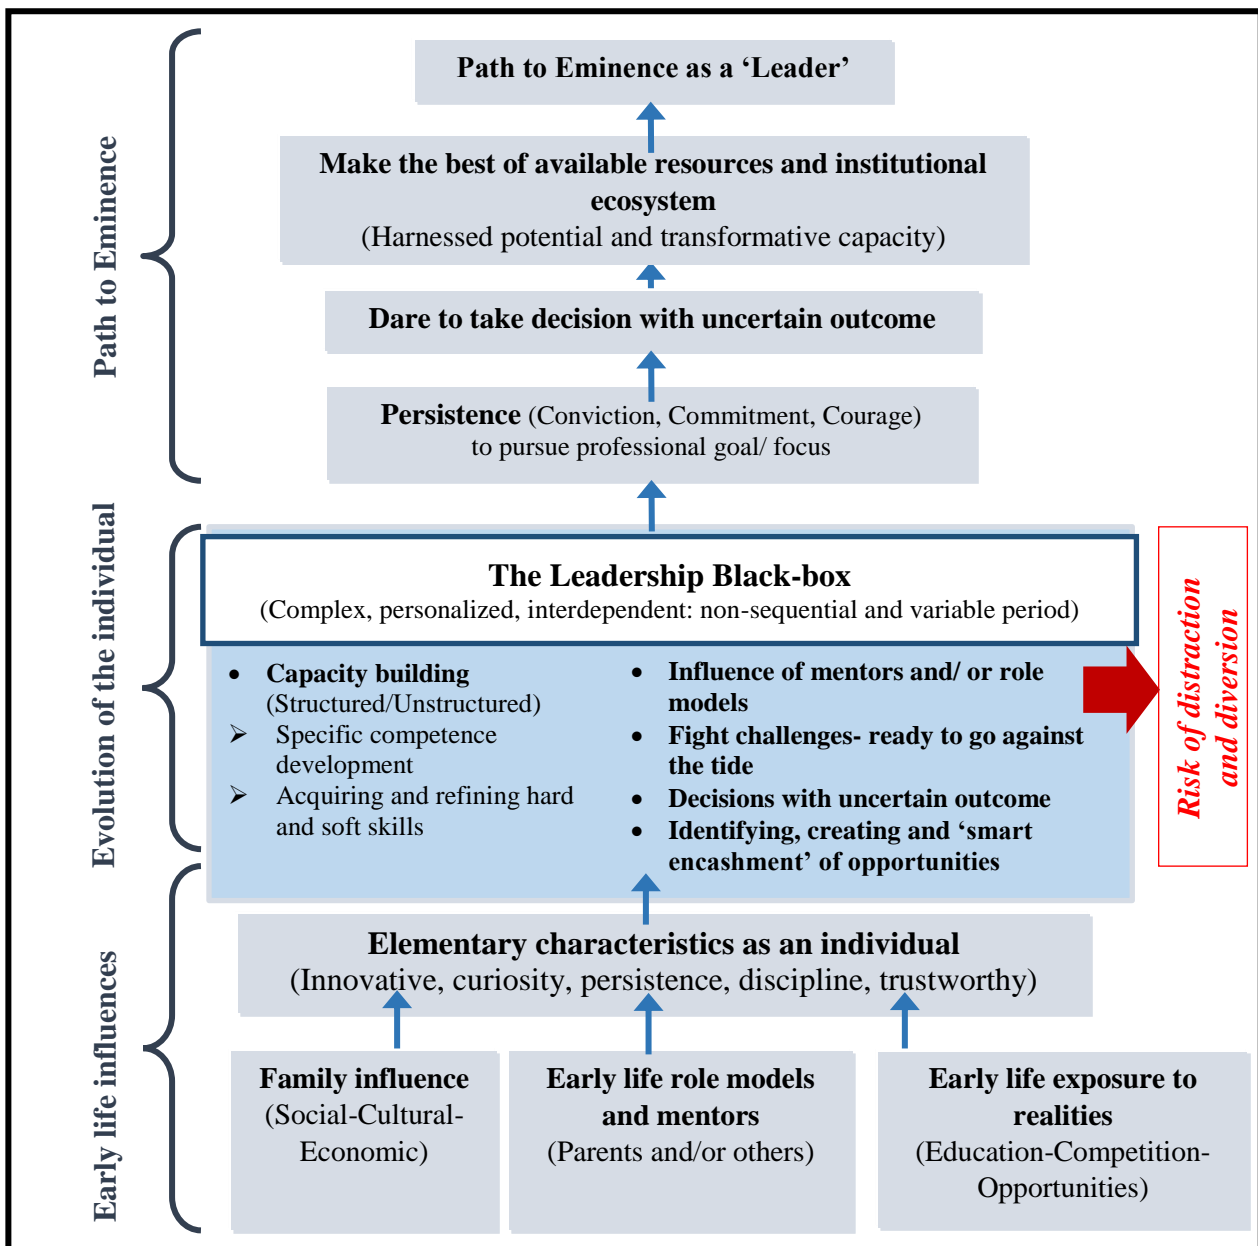 Path to Eminence
Path to Eminence as a ‘Leader’
Make the best of available resources and institutional
ecosystem
(Harnessed potential and transformative capacity)
Dare to take decision with uncertain outcome
Persistence (Conviction, Commitment, Courage)
to pursue professional goal/ focus
Evolution of the individual
The Leadership Black-box
(Complex, personalized, interdependent: non-sequential and variable period)
• Capacity building
(Structured/Unstructured)
➢ Specific competence
development
➢ Acquiring and refining hard
and soft skills
• Influence of mentors and/ or role
models
• Fight challenges- ready to go against
the tide
• Decisions with uncertain outcome
• Identifying, creating and ‘smart
encashment’ of opportunities
Risk of distraction
and diversion
Early life influences
Elementary characteristics as an individual
(Innovative, curiosity, persistence, discipline, trustworthy)
Family influence
(Social-Cultural-
Economic)
Early life role models
and mentors
(Parents and/or others)
Early life exposure to
realities
(Education-Competition-
Opportunities)